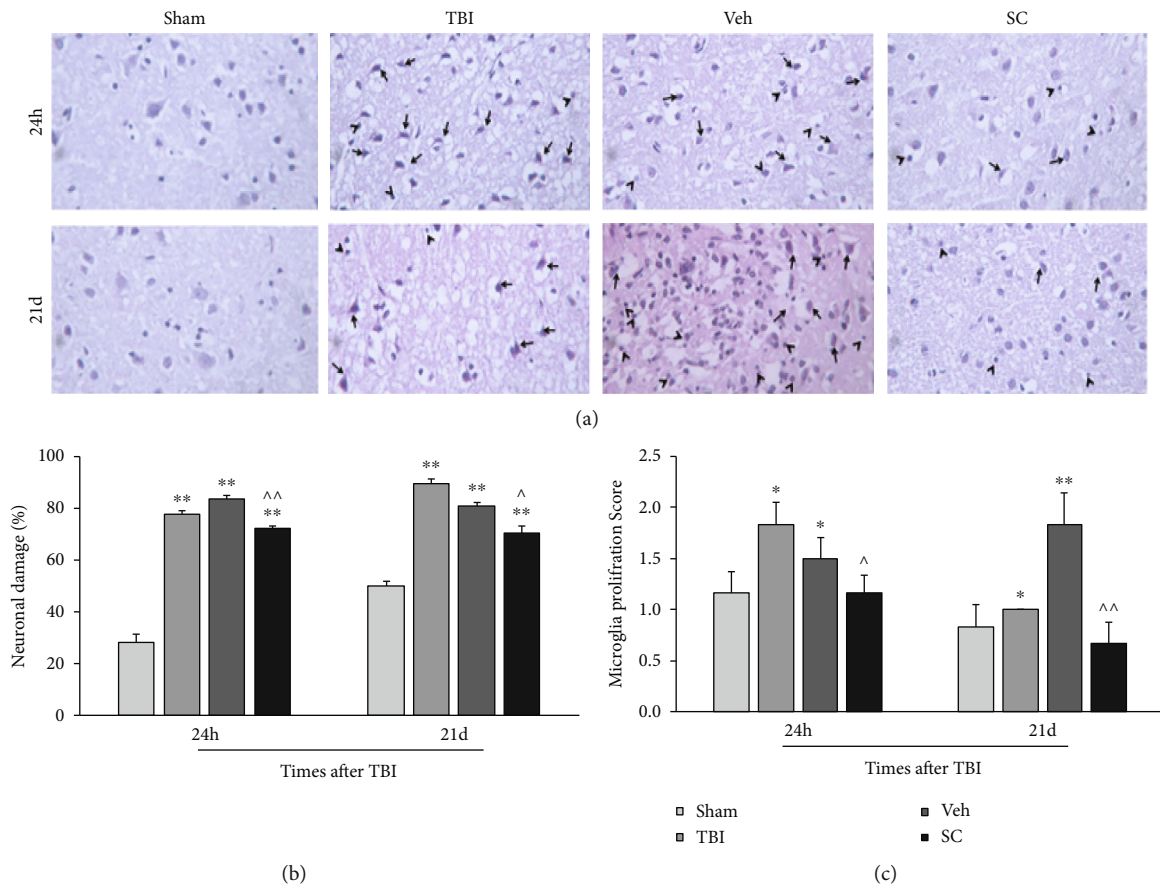 Sham TBI Veh SC
24h
21d
(a)
Neuronal damage (%)
100
80
60
40
20
0
** ** ^^ **
** ** ^ **
24h 21d
Times after TBI
(b)
Microglia prolifration Score
2.5
2.0
1.5
1.0
0.5
0.0
* * ^
* ** ^^
24h 21d
Times after TBI
Sham Veh
TBI SC
(c)